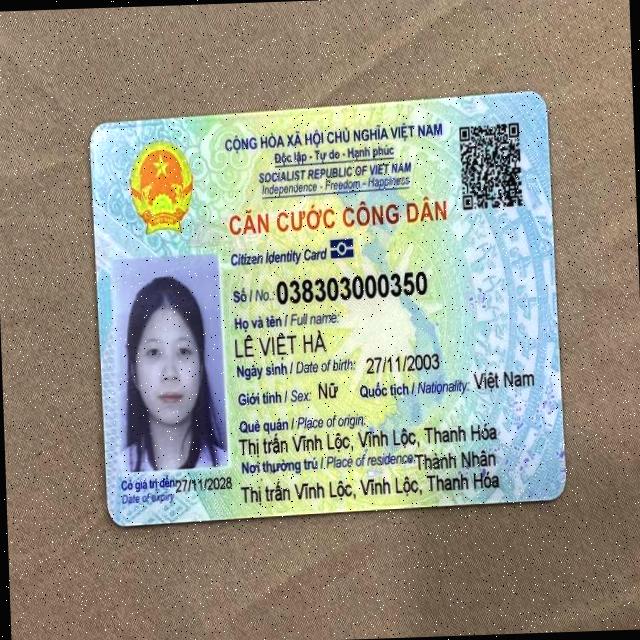 CỘNG HÒA XÃ HỘI CHỦ NGHĨA VIỆT NAM
Độc lập - Tự do - Hạnh phúc
SOCIALIST REPUBLIC OF VIET NAM
Independence - Freedom - Happiness
CĂN CƯỚC CÔNG DÂN
Citizen Identity Card
Số / No.: 038303000350
Họ và tên / Full name:
LÊ VIỆT HÀ
Ngày sinh / Date of birth: 27/11/2003
Giới tính / Sex: Nữ Quốc tịch / Nationality: Việt Nam
Quê quán / Place of origin:
Thị trấn Vĩnh Lộc, Vĩnh Lộc, Thanh Hóa
Nơi thường trú / Place of residence: Thành Nhân
Thị trấn Vĩnh Lộc, Vĩnh Lộc, Thanh Hóa
Có giá trị đến: 27/11/2028
Date of expiry